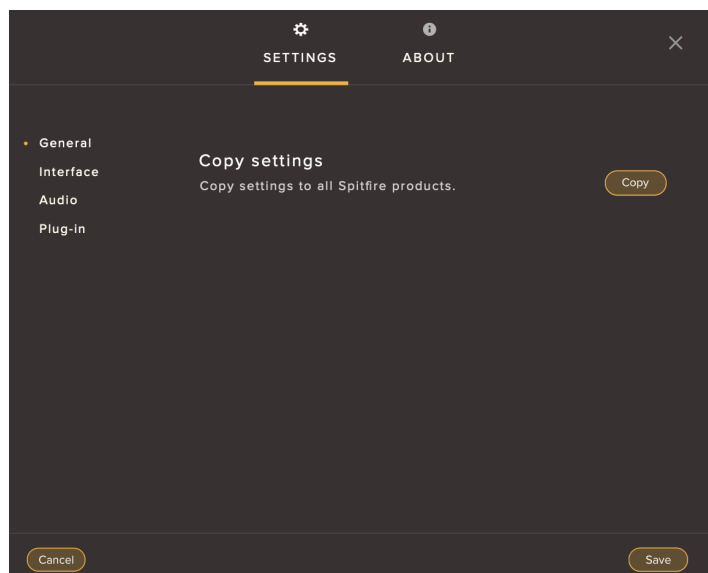 SETTINGS
ABOUT
General
Interface
Audio
Plug-in
Copy settings
Copy settings to all Spitfire products.
Copy
Cancel
Save